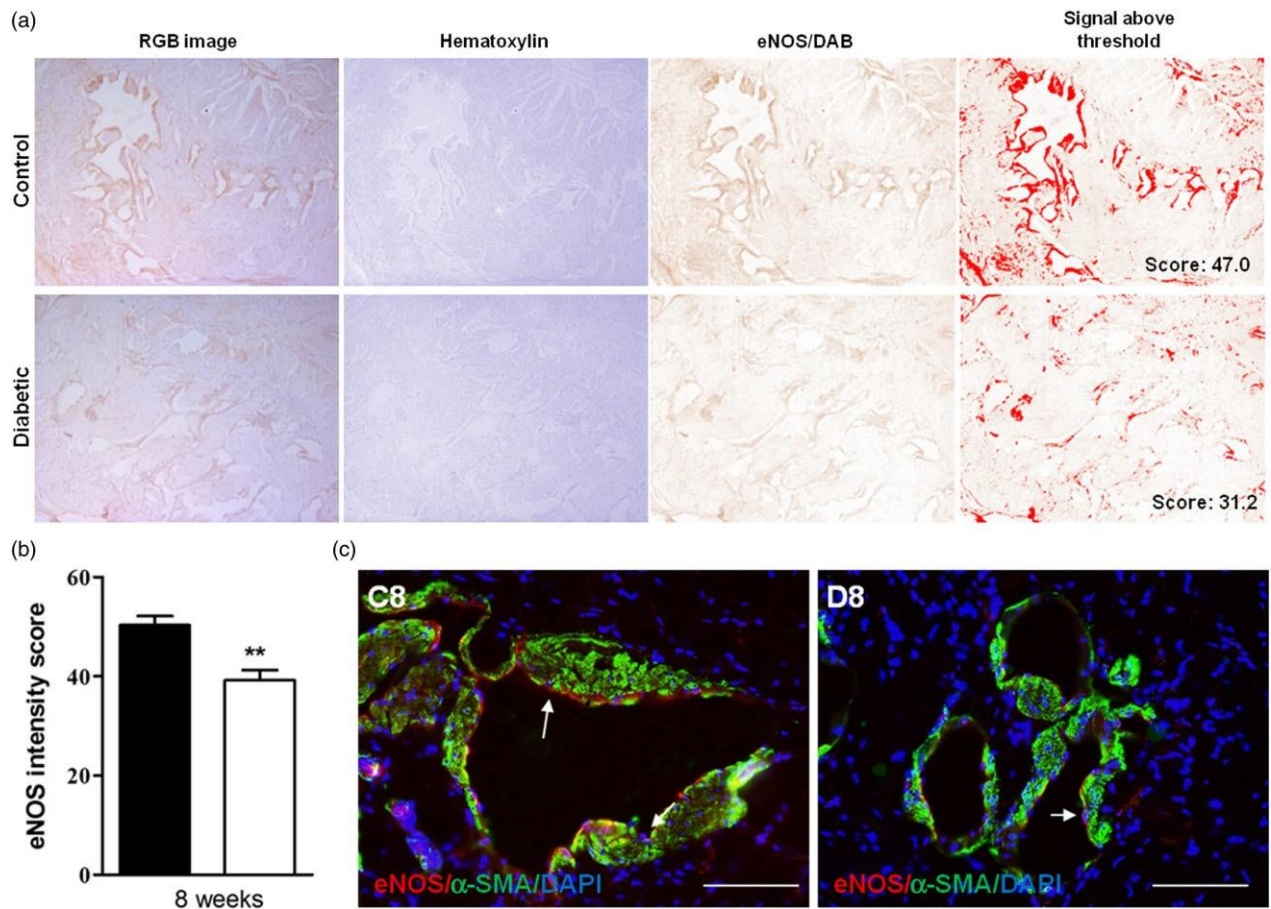 (a)
RGB image
Hematoxylin
eNOS/DAB
Signal above
threshold
Control
Score: 47.0
Diabetic
Score: 31.2
(b)
eNOS intensity score
60
40
20
0
**
8 weeks
(c)
C8
eNOS/α-SMA/DAPI
D8
eNOS/α-SMA/DAPI